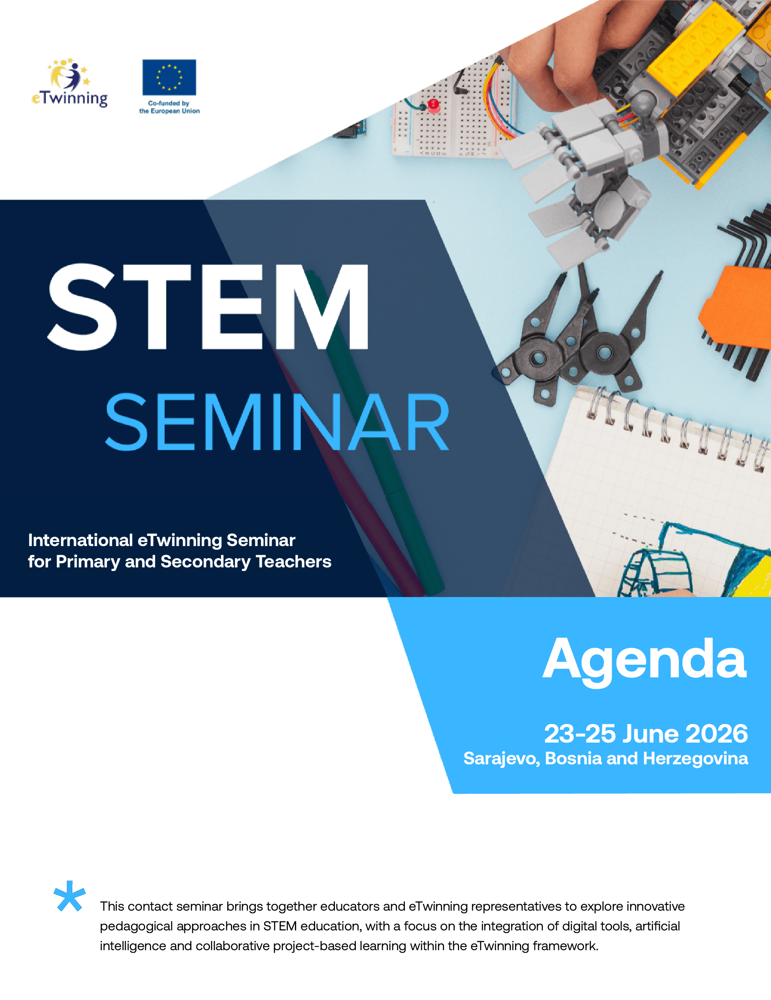 eTwinning
Co-funded by
the European Union
STEM
SEMINAR
International eTwinning Seminar
for Primary and Secondary Teachers
Agenda
23-25 June 2026
Sarajevo, Bosnia and Herzegovina
* This contact seminar brings together educators and eTwinning representatives to explore innovative
pedagogical approaches in STEM education, with a focus on the integration of digital tools, artificial
intelligence and collaborative project-based learning within the eTwinning framework.